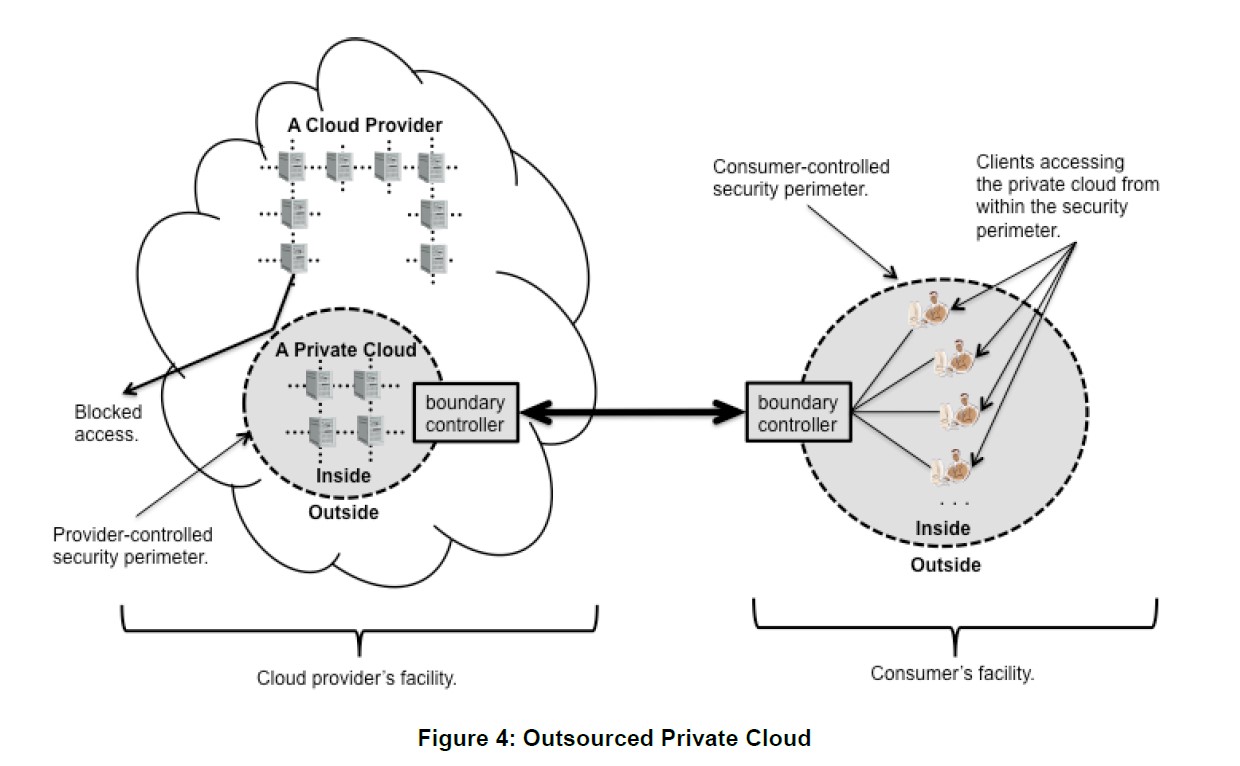 A Cloud Provider
Consumer-controlled
security perimeter.
Clients accessing
the private cloud from
within the security
perimeter.
A Private Cloud
boundary
controller
boundary
controller
Blocked
access.
Inside
Outside
Provider-controlled
security perimeter.
. . .
Inside
Outside
Cloud provider's facility.
Consumer's facility.
Figure 4: Outsourced Private Cloud